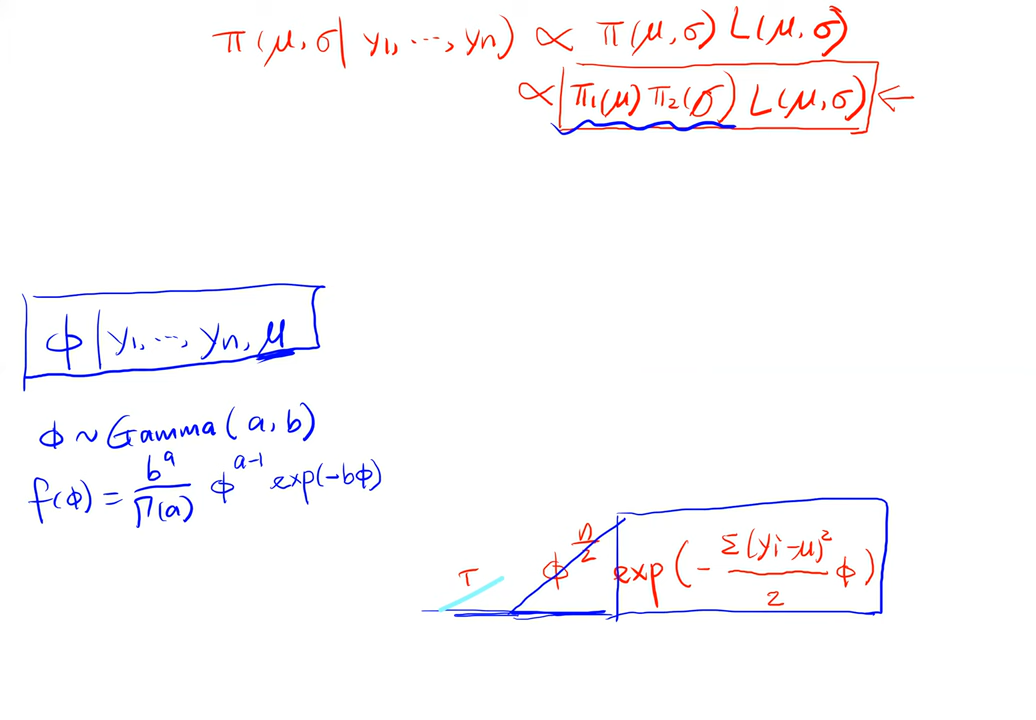 π(μ, σ | y1, ..., yn) ∝ π(μ, σ) L(μ, σ)
∝ π1(μ) π2(σ) L(μ, σ) ←
ϕ | y1, ..., yn, μ
ϕ ~ Gamma(a, b)
f(ϕ) = b^a / Γ(a) ϕ^(a-1) exp(-bϕ)
ϕ^(n/2) exp(- Σ(yi-μ)^2 / 2 ϕ)